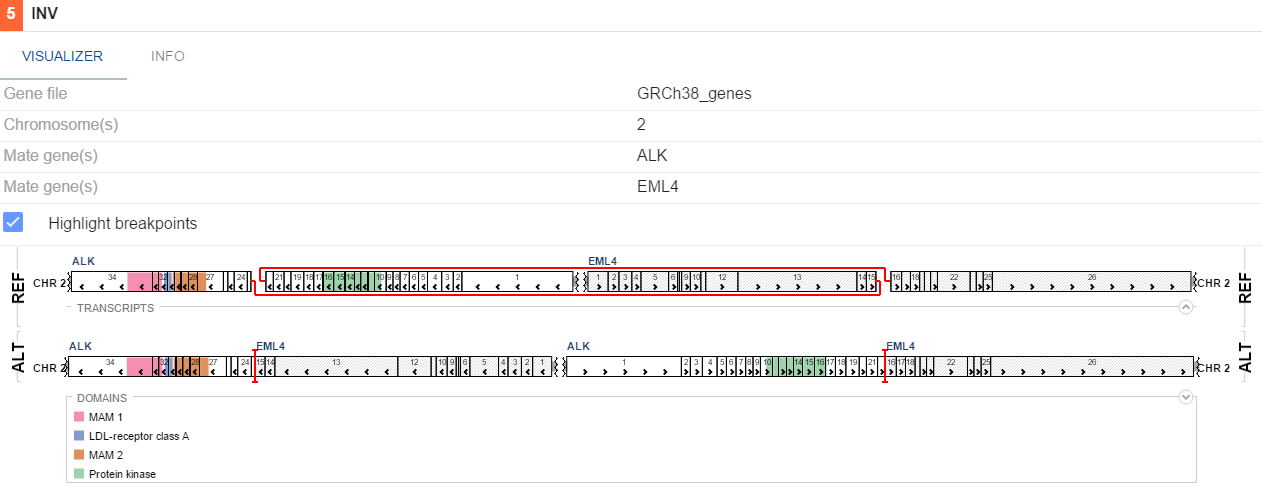 5 INV
VISUALIZER INFO
Gene file GRCh38_genes
Chromosome(s) 2
Mate gene(s) ALK
Mate gene(s) EML4
Highlight breakpoints
ALK EML4
REF CHR 2 34 32 28 27 24 21 19 18 17 16 15 14 10 9 8 7 6 5 4 3 2 1 1 2 3 4 5 6 9 10 12 13 14 15 16 18 22 25 26 CHR 2 REF
TRANSCRIPTS
ALK EML4 ALK EML4
ALT CHR 2 34 32 28 27 24 15 14 13 12 10 9 6 5 4 3 2 1 1 2 3 4 5 6 7 8 9 10 14 15 16 17 18 19 21 16 17 18 22 25 26 CHR 2 ALT
DOMAINS
MAM 1
LDL-receptor class A
MAM 2
Protein kinase